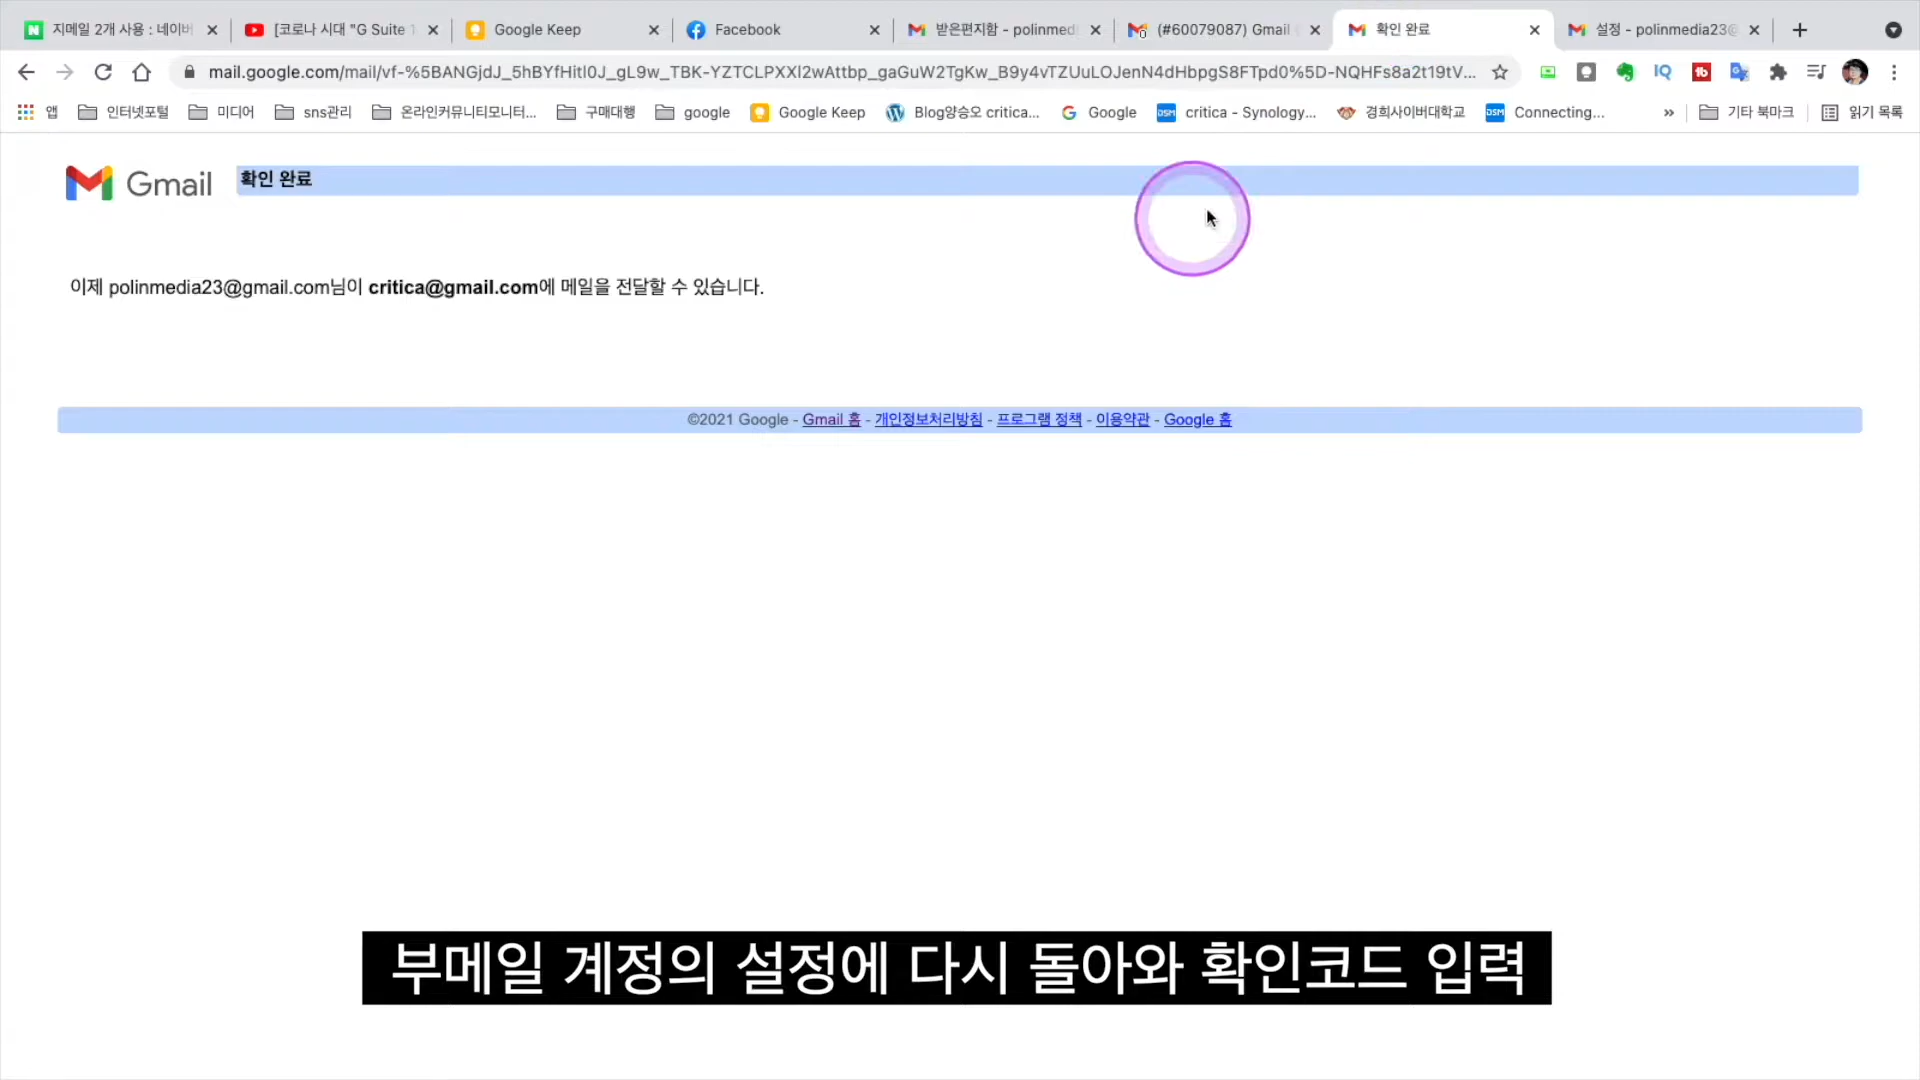 지메일 2개 사용 : 네이버
[코로나 시대 "G Suite 1
Google Keep
Facebook
받은편지함 - polinmed
(#60079087) Gmail
확인 완료
설정 - polinmedia23@
mail.google.com/mail/vf-%5BANGjdJ_5hBYfHitl0J_gL9w_TBK-YZTCLPXXl2wAttbp_gaGuW2TgKw_B9y4vTZUuLOJenN4dHbpgS8FTpd0%5D-NQHFs8a2t19tV...
앱
인터넷포털
미디어
sns관리
온라인커뮤니티모니터...
구매대행
google
Google Keep
Blog양승오 critica...
Google
critica - Synology...
경희사이버대학교
Connecting...
»
기타 북마크
읽기 목록
Gmail
확인 완료
이제 polinmedia23@gmail.com님이 critica@gmail.com에 메일을 전달할 수 있습니다.
©2021 Google - Gmail 홈 - 개인정보처리방침 - 프로그램 정책 - 이용약관 - Google 홈
부메일 계정의 설정에 다시 돌아와 확인코드 입력